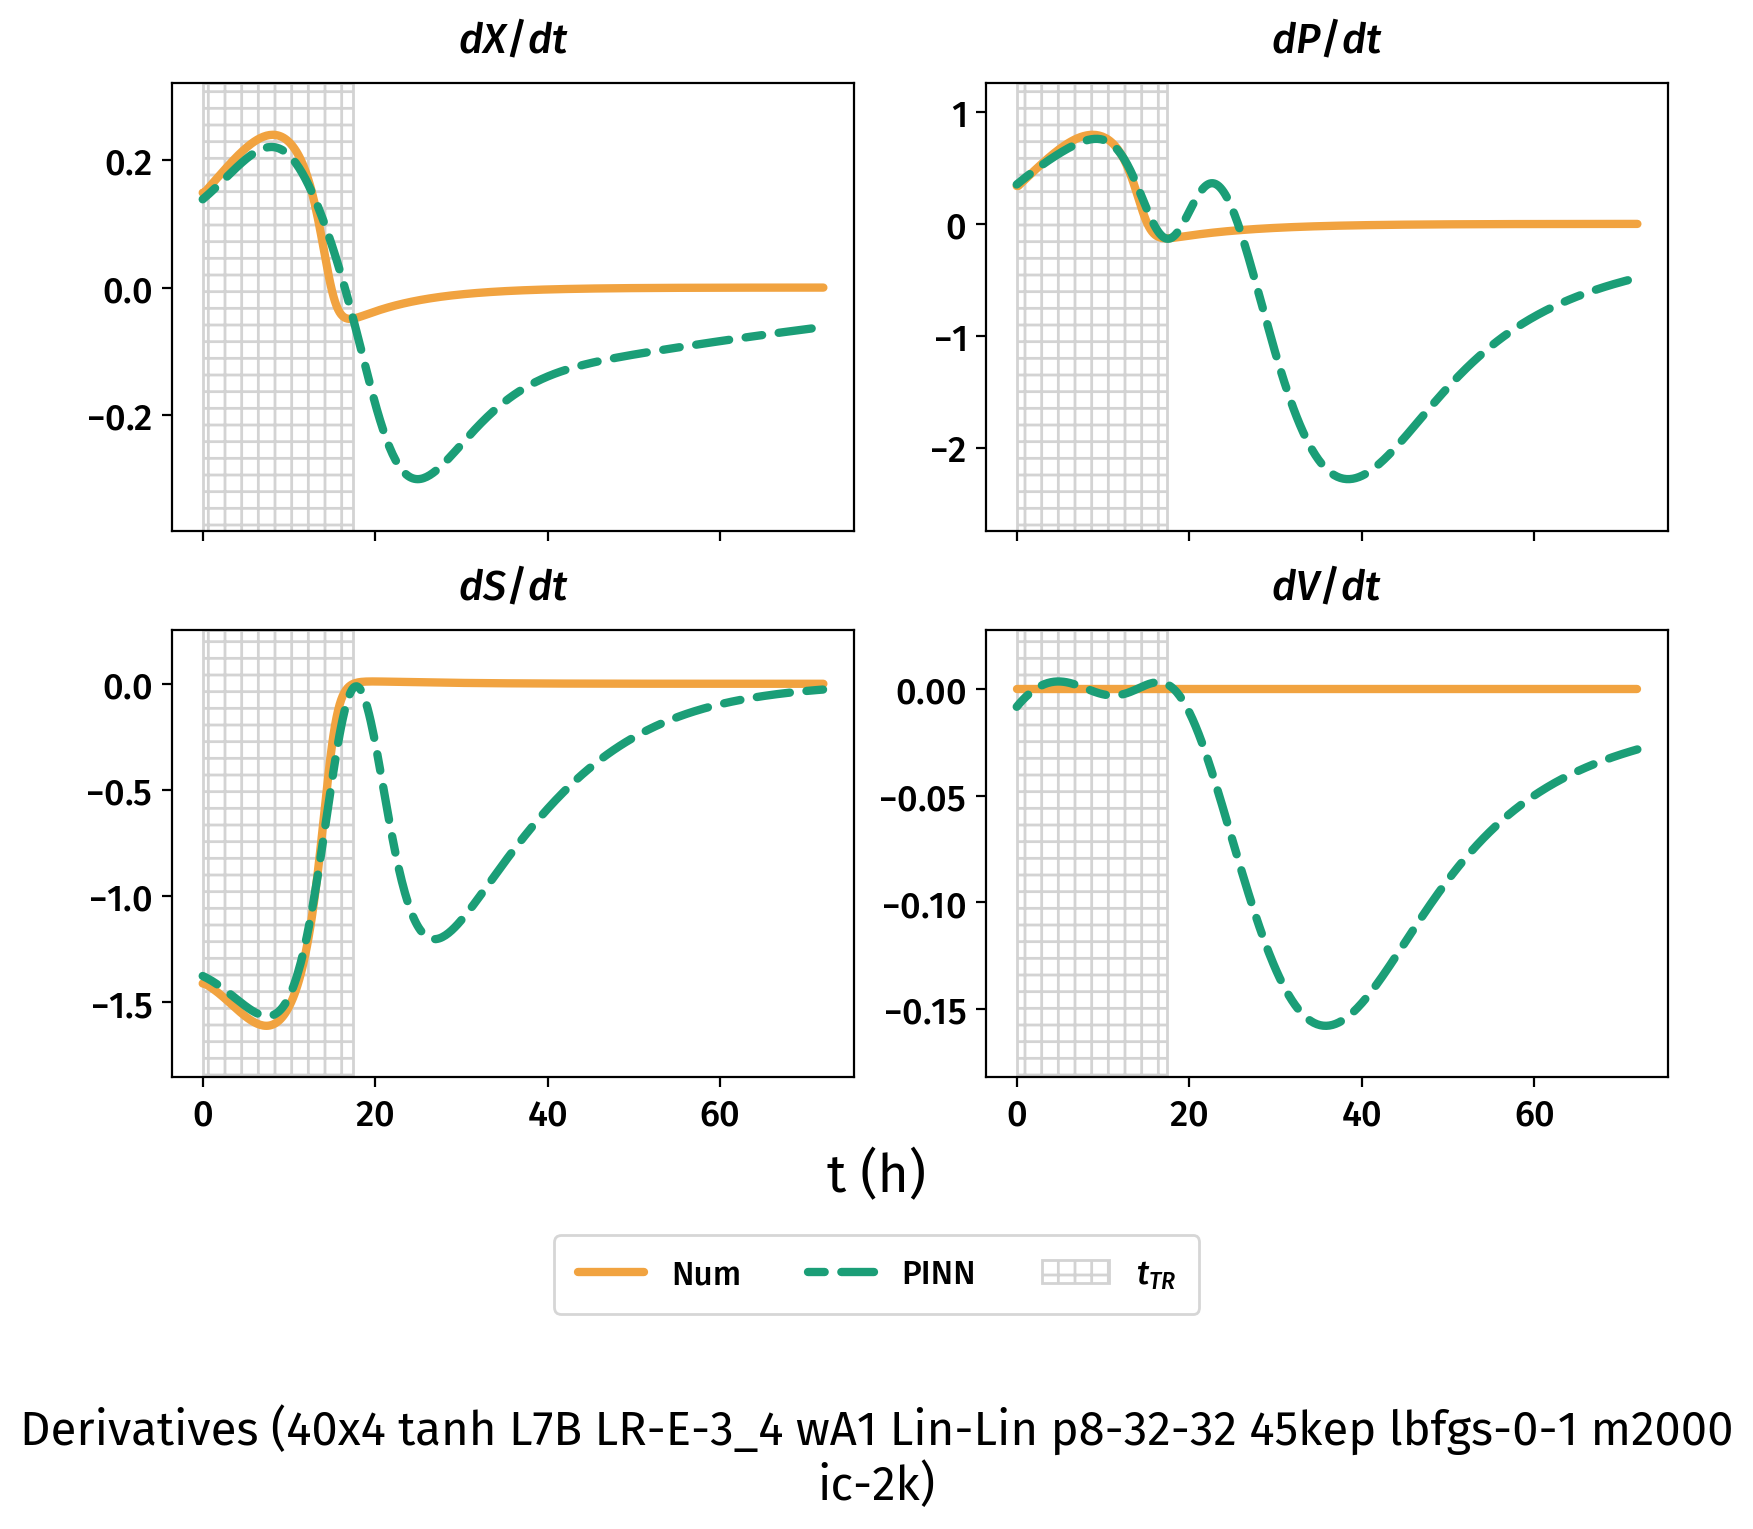 dX/dt
dP/dt
0.2
0.0
−0.2
1
0
−1
−2
dS/dt
dV/dt
0.0
−0.5
−1.0
−1.5
0.00
−0.05
−0.10
−0.15
0 20 40 60
0 20 40 60
t (h)
Num PINN tTR
Derivatives (40x4 tanh L7B LR-E-3_4 wA1 Lin-Lin p8-32-32 45kep lbfgs-0-1 m2000
ic-2k)